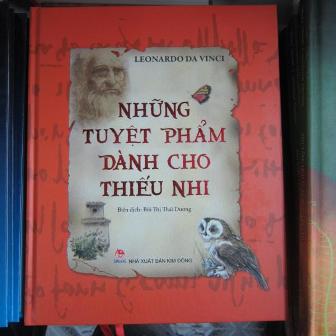 LEONARDO DA VINCI
NHỮNG
TUYỆT PHẨM
DÀNH CHO
THIẾU NHI
Biên dịch: Bùi Thị Thái Dương
NHÀ XUẤT BẢN KIM ĐỒNG